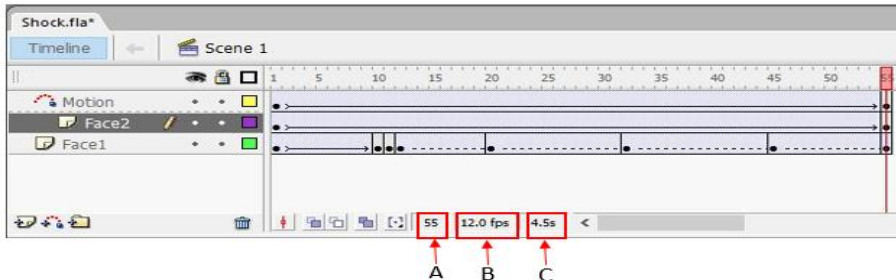 Shock.fla*
Timeline Scene 1
1 5 10 15 20 25 30 35 40 45 50 55
Motion
Face2
Face1
55 12.0 fps 4.5s
A B C